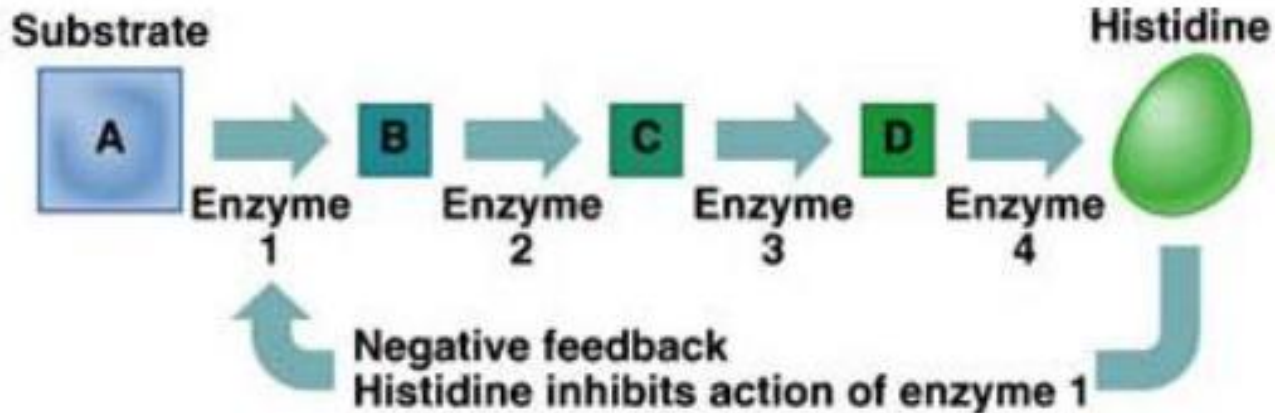 Substrate
Histidine
A
B
C
D
Enzyme
1
Enzyme
2
Enzyme
3
Enzyme
4
Negative feedback
Histidine inhibits action of enzyme 1